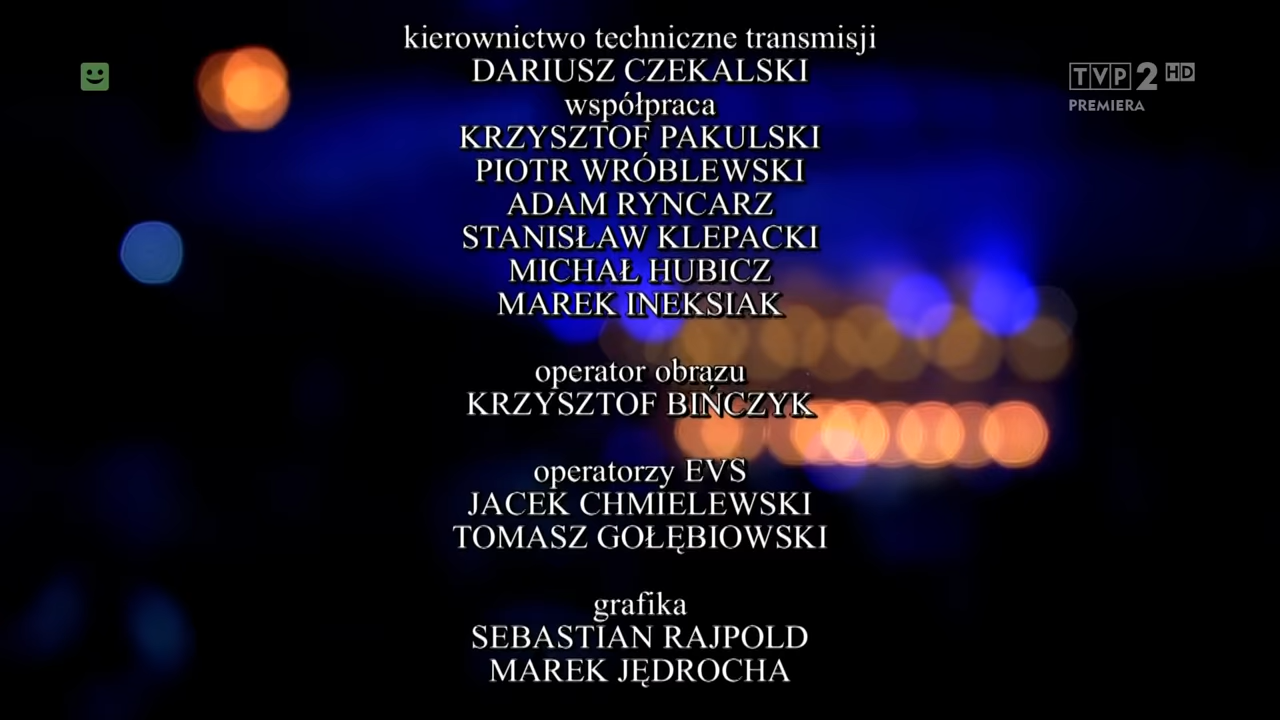 kierownictwo techniczne transmisji
DARIUSZ CZEKALSKI
współpraca
KRZYSZTOF PAKULSKI
PIOTR WRÓBLEWSKI
ADAM RYNCARZ
STANISŁAW KLEPACKI
MICHAŁ HUBICZ
MAREK INEKSIAK
operator obrazu
KRZYSZTOF BIŃCZYK
operatorzy EVS
JACEK CHMIELEWSKI
TOMASZ GOŁĘBIOWSKI
grafika
SEBASTIAN RAJPOLD
MAREK JĘDROCHA
TVP2 HD
PREMIERA